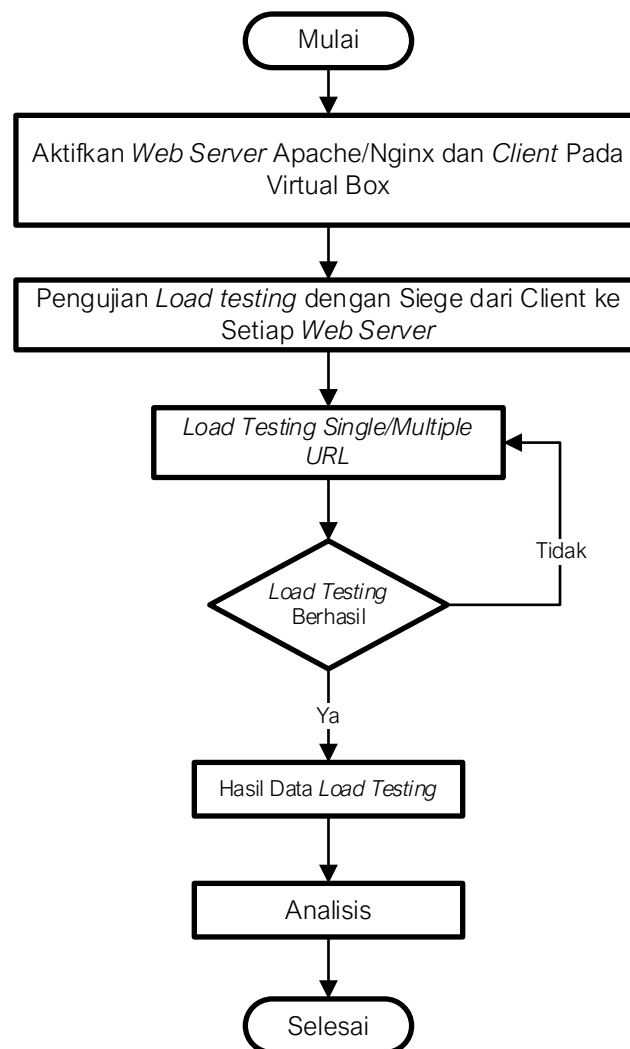 Mulai
Aktifkan Web Server Apache/Nginx dan Client Pada
Virtual Box
Pengujian Load testing dengan Siege dari Client ke
Setiap Web Server
Load Testing Single/Multiple
URL
Tidak
Load Testing
Berhasil
Ya
Hasil Data Load Testing
Analisis
Selesai